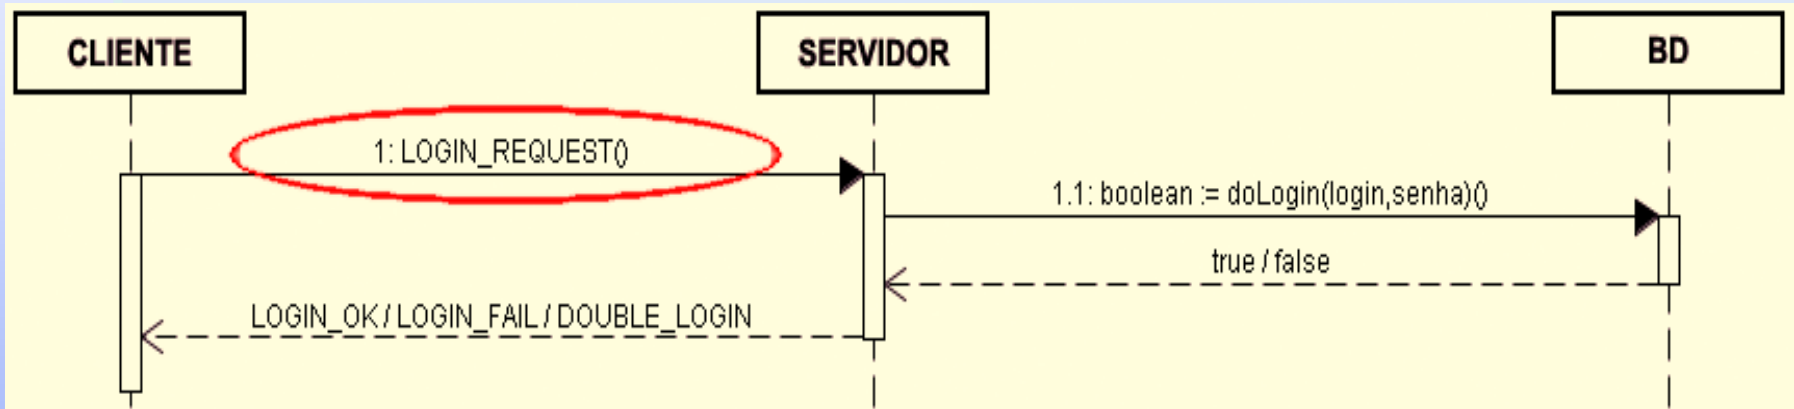 CLIENTE
SERVIDOR
BD
1: LOGIN_REQUEST()
1.1: boolean := doLogin(login,senha)()
true / false
LOGIN_OK / LOGIN_FAIL / DOUBLE_LOGIN